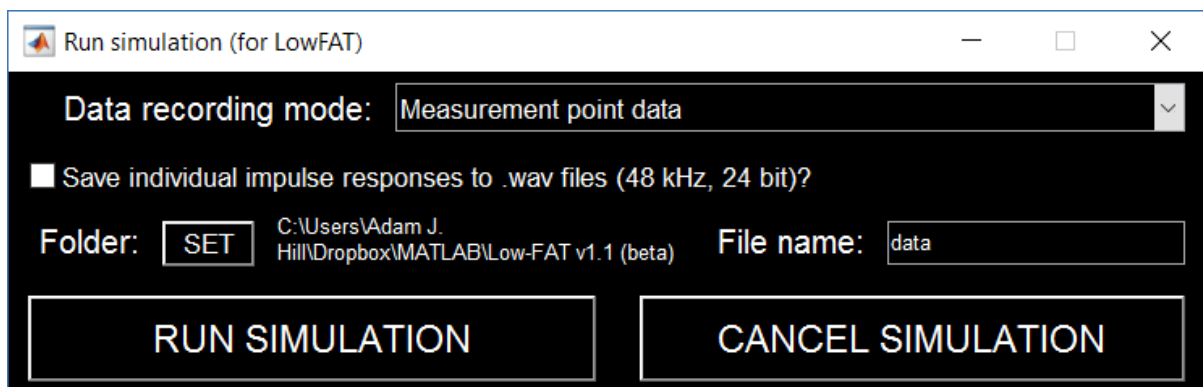 Run simulation (for LowFAT)
Data recording mode: Measurement point data
Save individual impulse responses to .wav files (48 kHz, 24 bit)?
Folder: SET C:\Users\Adam J.
Hill\Dropbox\MATLAB\Low-FAT v1.1 (beta) File name: data
RUN SIMULATION CANCEL SIMULATION